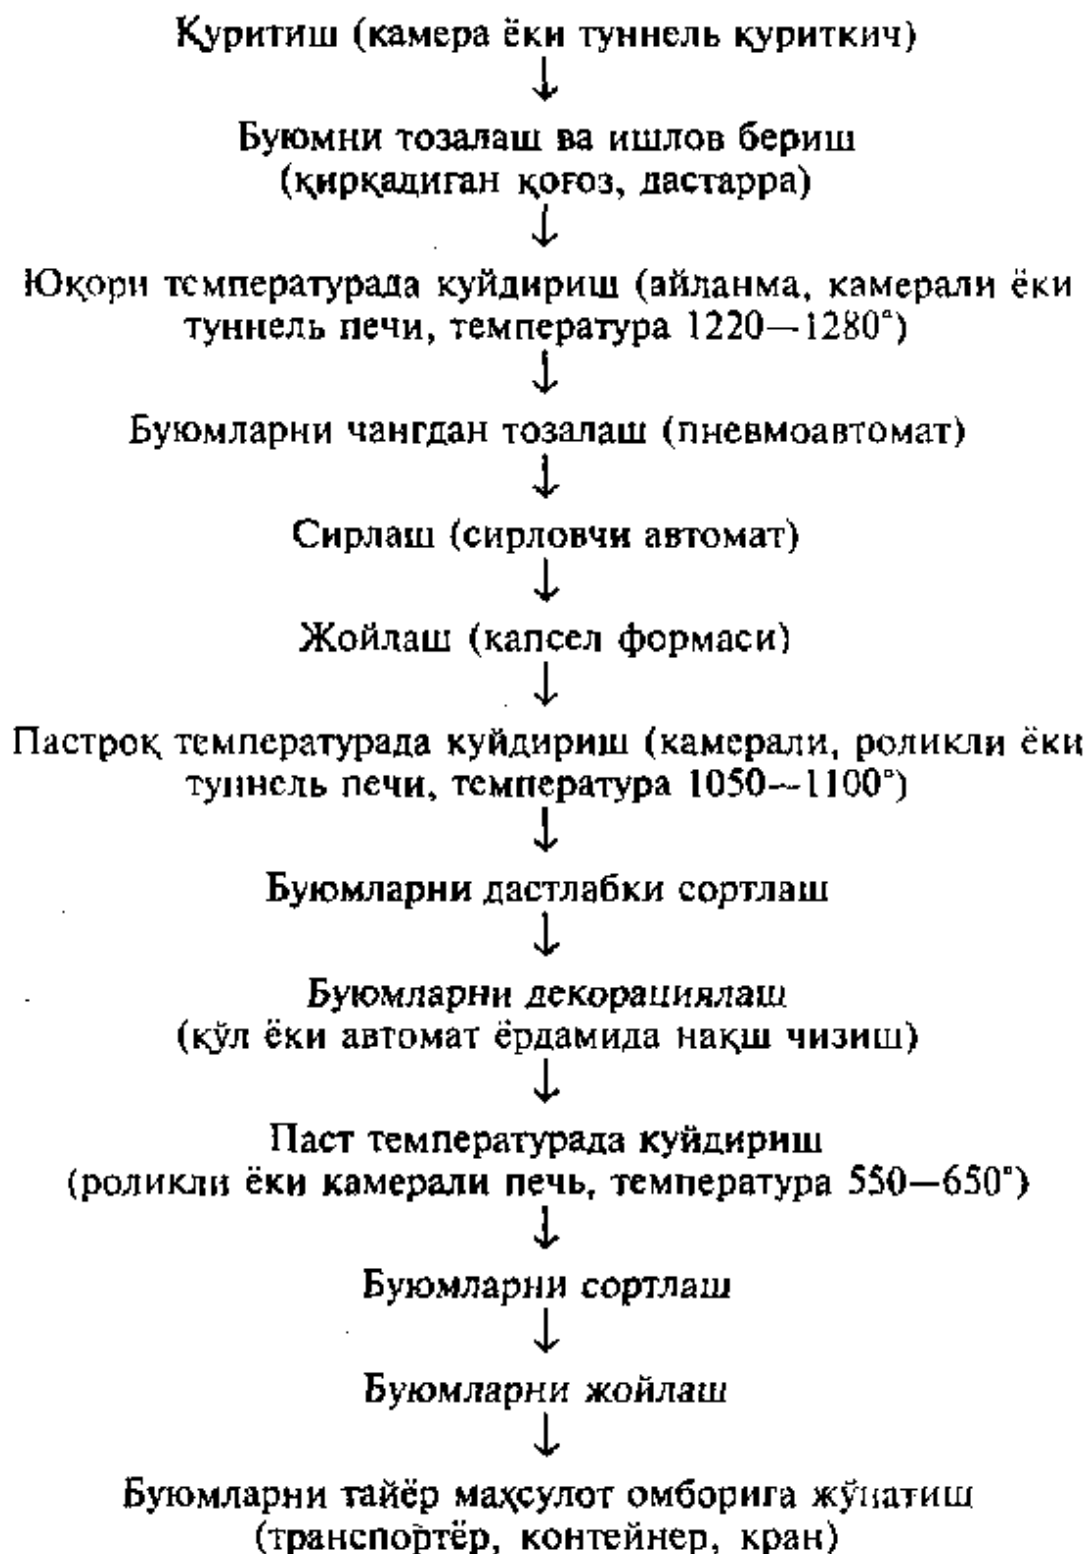 Қуритиш (камера ёки туннель қуриткич)
↓
Буюмни тозалаш ва ишлов бериш
(қирқадиган қоғоз, дастарра)
↓
Юқори температурада куйдириш (айланма, камерали ёки
туннель печи, температура 1220—1280°)
↓
Буюмларни чангдан тозалаш (пневмоавтомат)
↓
Сирлаш (сирловчи автомат)
↓
Жойлаш (капсел формаси)
↓
Пастроқ температурада куйдириш (камерали, роликли ёки
туннель печи, температура 1050—1100°)
↓
Буюмларни дастлабки сортлаш
↓
Буюмларни декорациялаш
(қўл ёки автомат ёрдамида нақш чизиш)
↓
Паст температурада куйдириш
(роликли ёки камерали печь, температура 550—650°)
↓
Буюмларни сортлаш
↓
Буюмларни жойлаш
↓
Буюмларни тайёр маҳсулот омборига жўнатиш
(транспортёр, контейнер, кран)